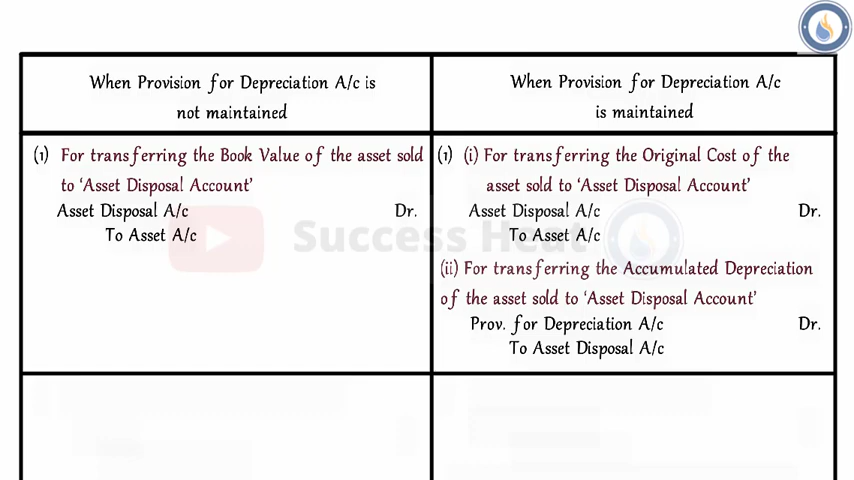 When Provision for Depreciation A/c is
not maintained
When Provision for Depreciation A/c
is maintained
(1) For transferring the Book Value of the asset sold
to ‘Asset Disposal Account’
Asset Disposal A/c Dr.
To Asset A/c
(1) (i) For transferring the Original Cost of the
asset sold to ‘Asset Disposal Account’
Asset Disposal A/c Dr.
To Asset A/c
(ii) For transferring the Accumulated Depreciation
of the asset sold to ‘Asset Disposal Account’
Prov. for Depreciation A/c Dr.
To Asset Disposal A/c
Success Heat